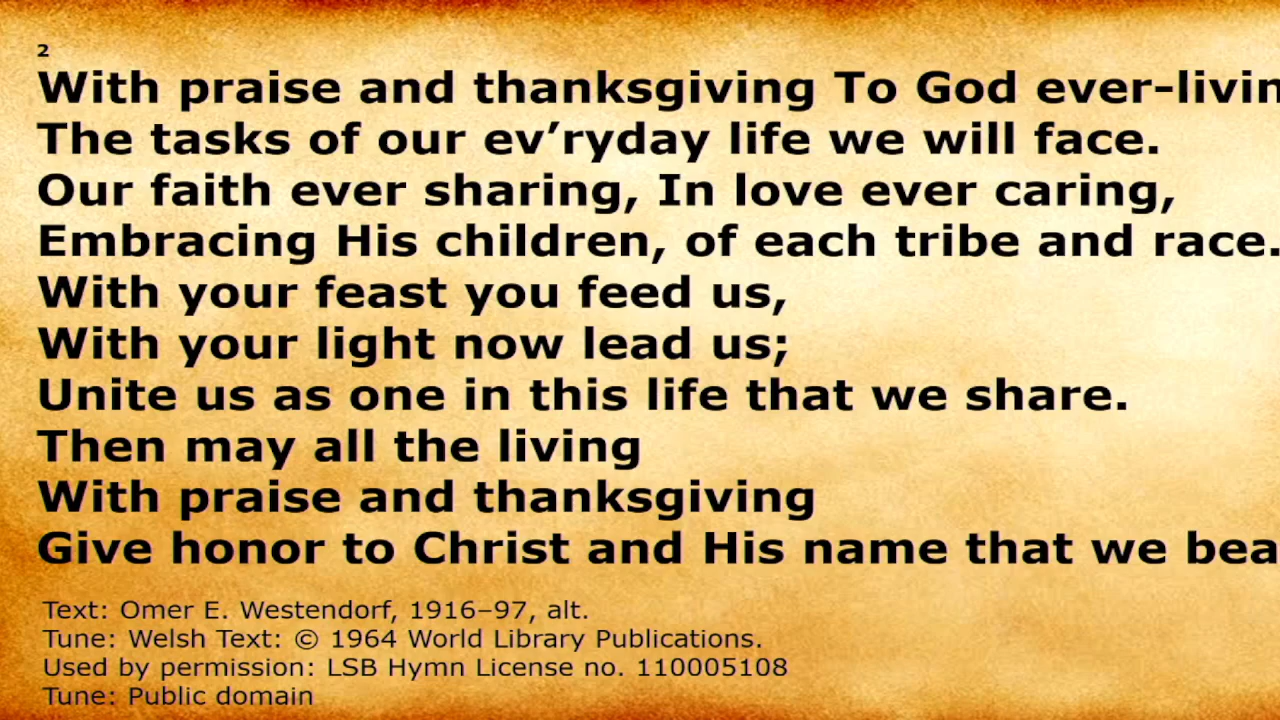 2
With praise and thanksgiving To God ever-livin
The tasks of our ev’ryday life we will face.
Our faith ever sharing, In love ever caring,
Embracing His children, of each tribe and race.
With your feast you feed us,
With your light now lead us;
Unite us as one in this life that we share.
Then may all the living
With praise and thanksgiving
Give honor to Christ and His name that we bea
Text: Omer E. Westendorf, 1916–97, alt.
Tune: Welsh Text: © 1964 World Library Publications.
Used by permission: LSB Hymn License no. 110005108
Tune: Public domain